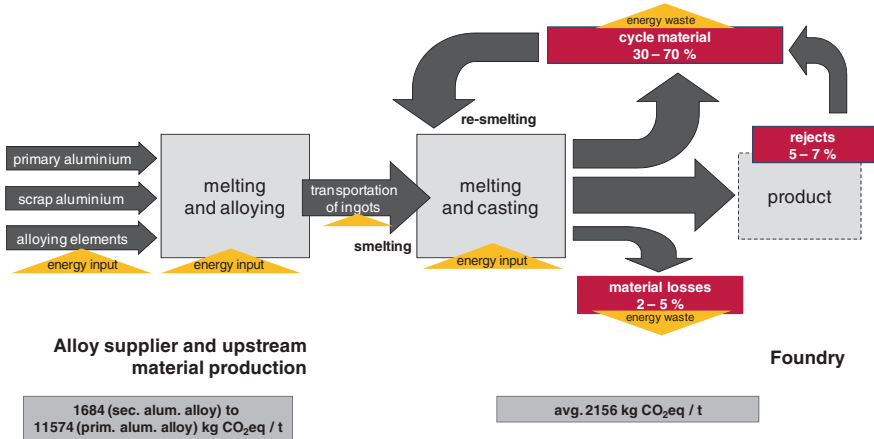 energy waste
cycle material
30 – 70 %
re-smelting
rejects
5 – 7 %
primary aluminium
scrap aluminium
alloying elements
energy input
melting
and alloying
energy input
transportation
of ingots
smelting
melting
and casting
energy input
product
material losses
2 – 5 %
energy waste
Alloy supplier and upstream
material production
Foundry
1684 (sec. alum. alloy) to
11574 (prim. alum. alloy) kg CO₂eq / t
avg. 2156 kg CO₂eq / t